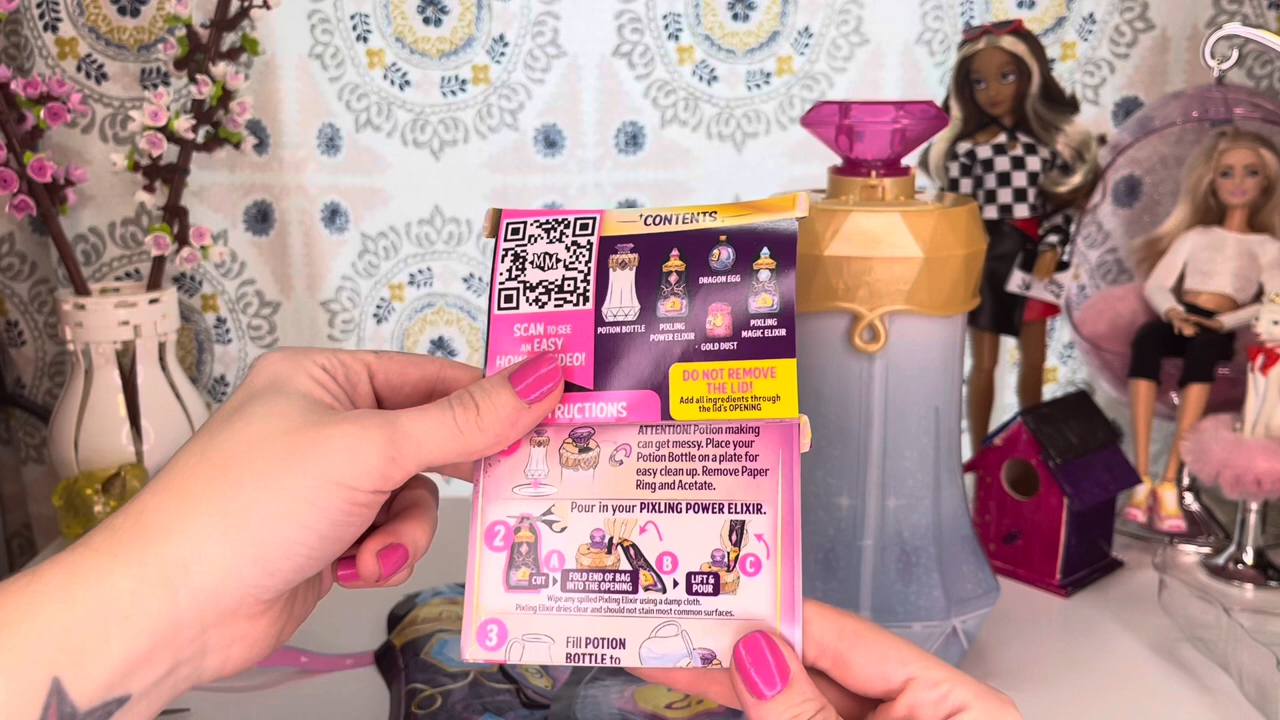 CONTENTS
MM
SCAN TO SEE
AN EASY
POTION BOTTLE
PIXLING
POWER ELIXIR
DRAGON EGG
GOLD DUST
PIXLING
MAGIC ELIXIR
DO NOT REMOVE
THE LID!
Add all ingredients through
the lid's OPENING
ATTENTION! Potion making
can get messy. Place your
Potion Bottle on a plate for
easy clean up. Remove Paper
Ring and Acetate.
Pour in your PIXLING POWER ELIXIR.
2
CUT
A
FOLD END OF BAG
INTO THE OPENING
B
LIFT &
POUR
C
Wipe any spilled Pixling Elixir using a damp cloth.
Pixling Elixir dries clear and should not stain most common surfaces.
3
Fill POTION
BOTTLE to